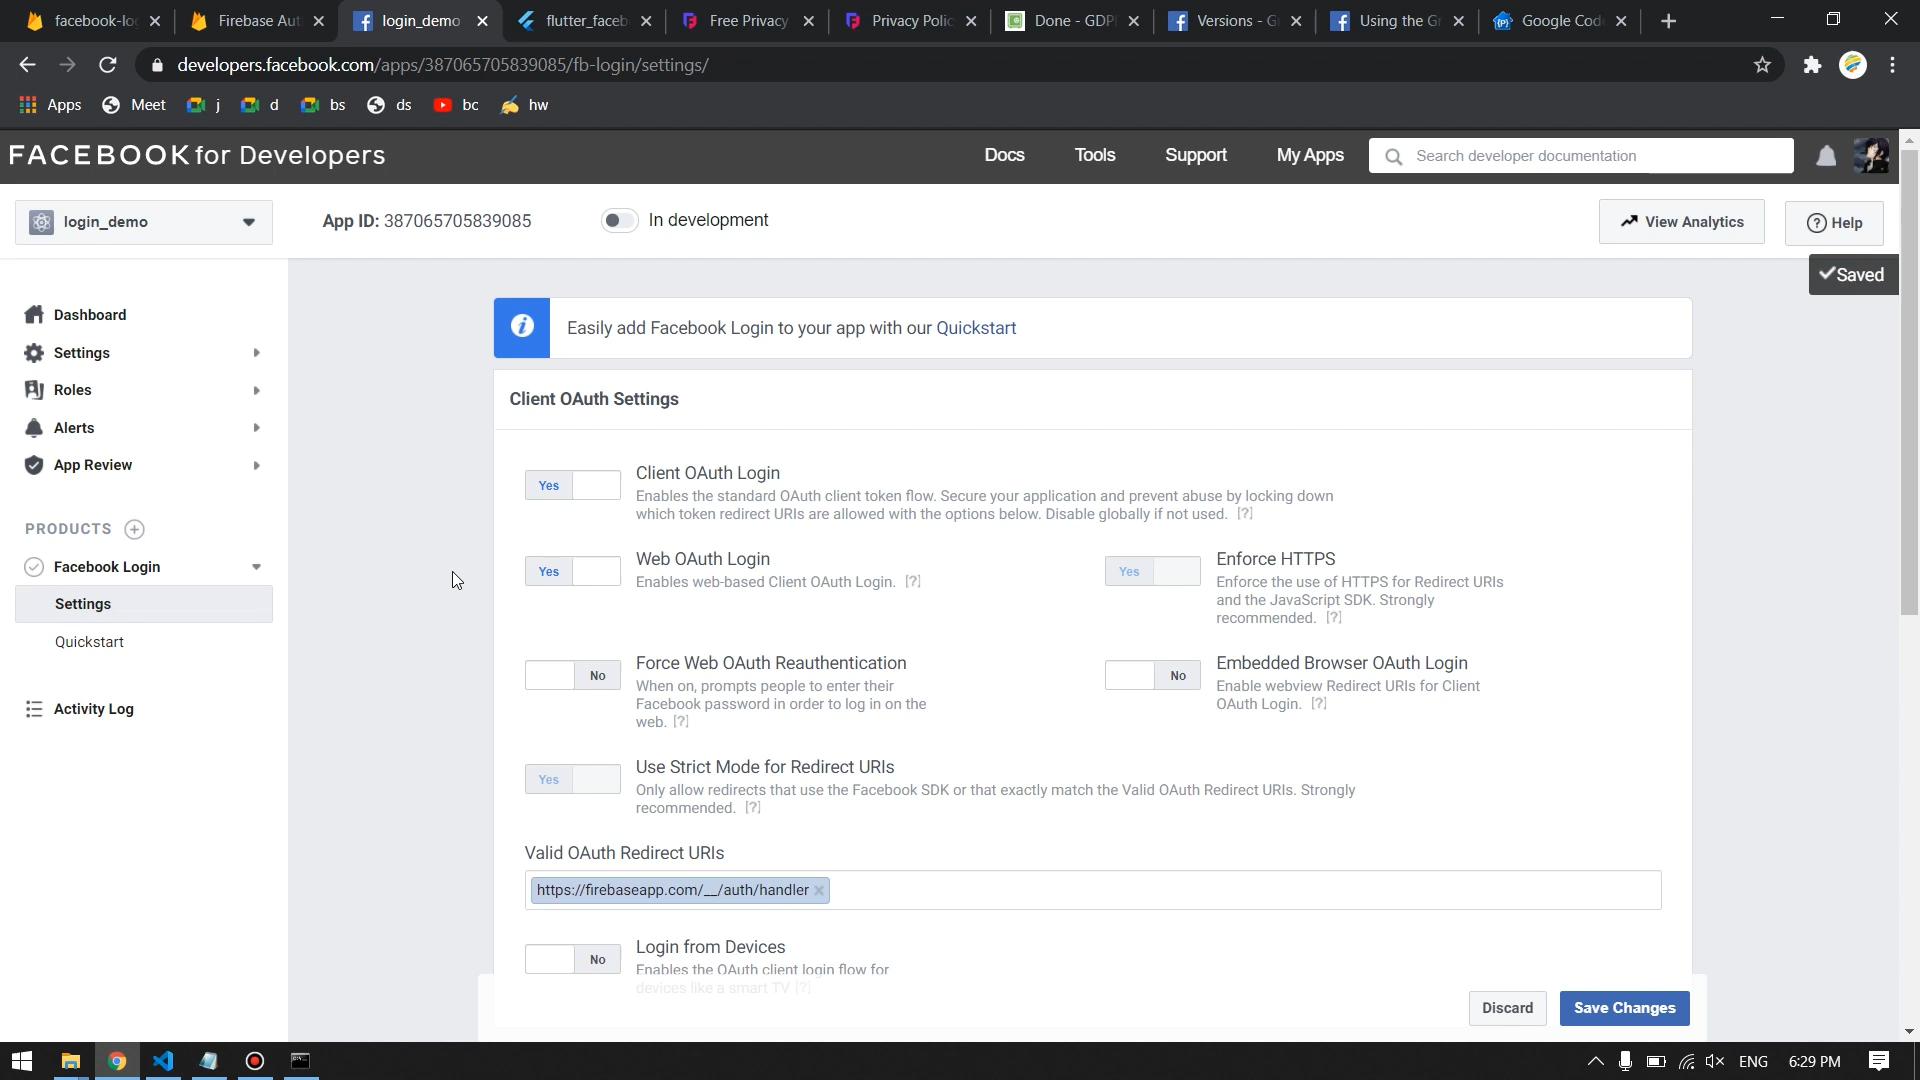 facebook-lo
Firebase Aut
login_demo
flutter_faceb
Free Privacy
Privacy Polic
Done - GDP
Versions - G
Using the Gr
Google Cod
developers.facebook.com/apps/387065705839085/fb-login/settings/
Apps
Meet
j
d
bs
ds
bc
hw
FACEBOOK for Developers
Docs
Tools
Support
My Apps
Search developer documentation
login_demo
App ID: 387065705839085
In development
View Analytics
Help
Saved
Dashboard
Settings
Roles
Alerts
App Review
PRODUCTS
Facebook Login
Settings
Quickstart
Activity Log
Easily add Facebook Login to your app with our Quickstart
Client OAuth Settings
Yes
Client OAuth Login
Enables the standard OAuth client token flow. Secure your application and prevent abuse by locking down
which token redirect URIs are allowed with the options below. Disable globally if not used. [?]
Yes
Web OAuth Login
Enables web-based Client OAuth Login. [?]
Yes
Enforce HTTPS
Enforce the use of HTTPS for Redirect URIs
and the JavaScript SDK. Strongly
recommended. [?]
No
Force Web OAuth Reauthentication
When on, prompts people to enter their
Facebook password in order to log in on the
web. [?]
No
Embedded Browser OAuth Login
Enable webview Redirect URIs for Client
OAuth Login. [?]
Yes
Use Strict Mode for Redirect URIs
Only allow redirects that use the Facebook SDK or that exactly match the Valid OAuth Redirect URIs. Strongly
recommended. [?]
Valid OAuth Redirect URIs
https://firebaseapp.com/__/auth/handler
No
Login from Devices
Enables the OAuth client login flow for
devices like a smart TV [?]
Discard
Save Changes
ENG
6:29 PM